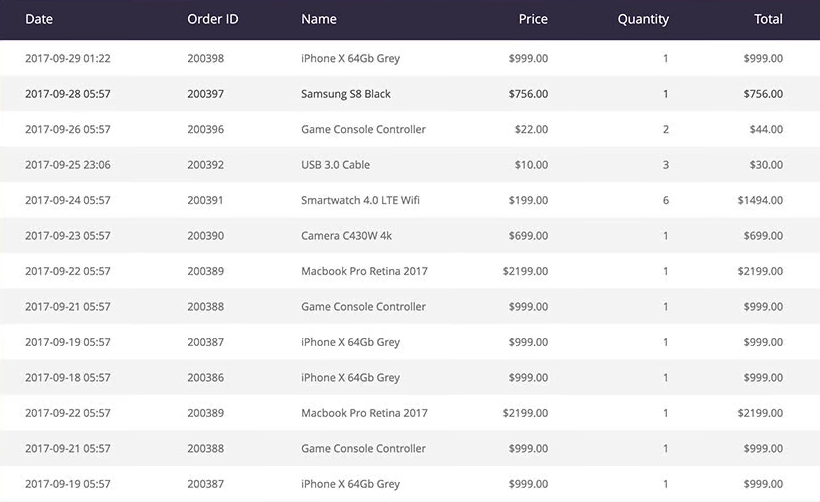 Date Order ID Name Price Quantity Total
2017-09-29 01:22 200398 iPhone X 64Gb Grey $999.00 1 $999.00
2017-09-28 05:57 200397 Samsung S8 Black $756.00 1 $756.00
2017-09-26 05:57 200396 Game Console Controller $22.00 2 $44.00
2017-09-25 23:06 200392 USB 3.0 Cable $10.00 3 $30.00
2017-09-24 05:57 200391 Smartwatch 4.0 LTE Wifi $199.00 6 $1494.00
2017-09-23 05:57 200390 Camera C430W 4k $699.00 1 $699.00
2017-09-22 05:57 200389 Macbook Pro Retina 2017 $2199.00 1 $2199.00
2017-09-21 05:57 200388 Game Console Controller $999.00 1 $999.00
2017-09-19 05:57 200387 iPhone X 64Gb Grey $999.00 1 $999.00
2017-09-18 05:57 200386 iPhone X 64Gb Grey $999.00 1 $999.00
2017-09-22 05:57 200389 Macbook Pro Retina 2017 $2199.00 1 $2199.00
2017-09-21 05:57 200388 Game Console Controller $999.00 1 $999.00
2017-09-19 05:57 200387 iPhone X 64Gb Grey $999.00 1 $999.00